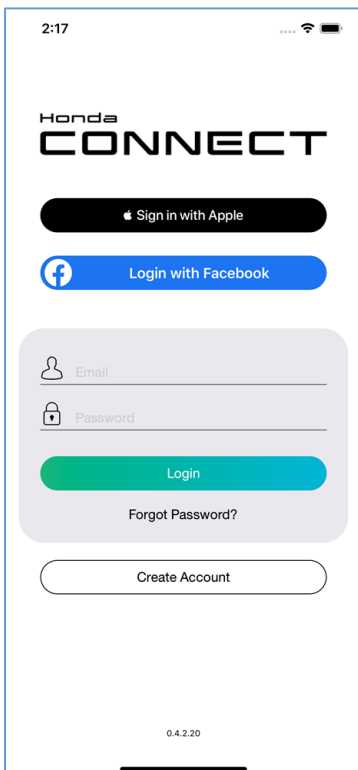 2:17
Honda
CONNECT
Sign in with Apple
Login with Facebook
Email
Password
Login
Forgot Password?
Create Account
0.4.2.20